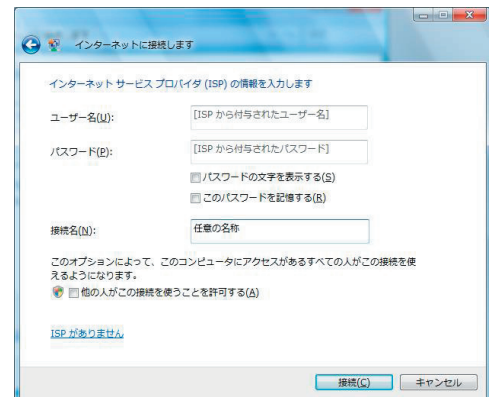 インターネットに接続します
インターネット サービス プロバイダ (ISP) の情報を入力します
ユーザー名(U):
[ISP から付与されたユーザー名]
パスワード(P):
[ISP から付与されたパスワード]
パスワードの文字を表示する(S)
このパスワードを記憶する(R)
接続名(N):
任意の名称
このオプションによって、このコンピュータにアクセスがあるすべての人がこの接続を使
えるようになります。
他の人がこの接続を使うことを許可する(A)
ISP がありません
接続(C)
キャンセル